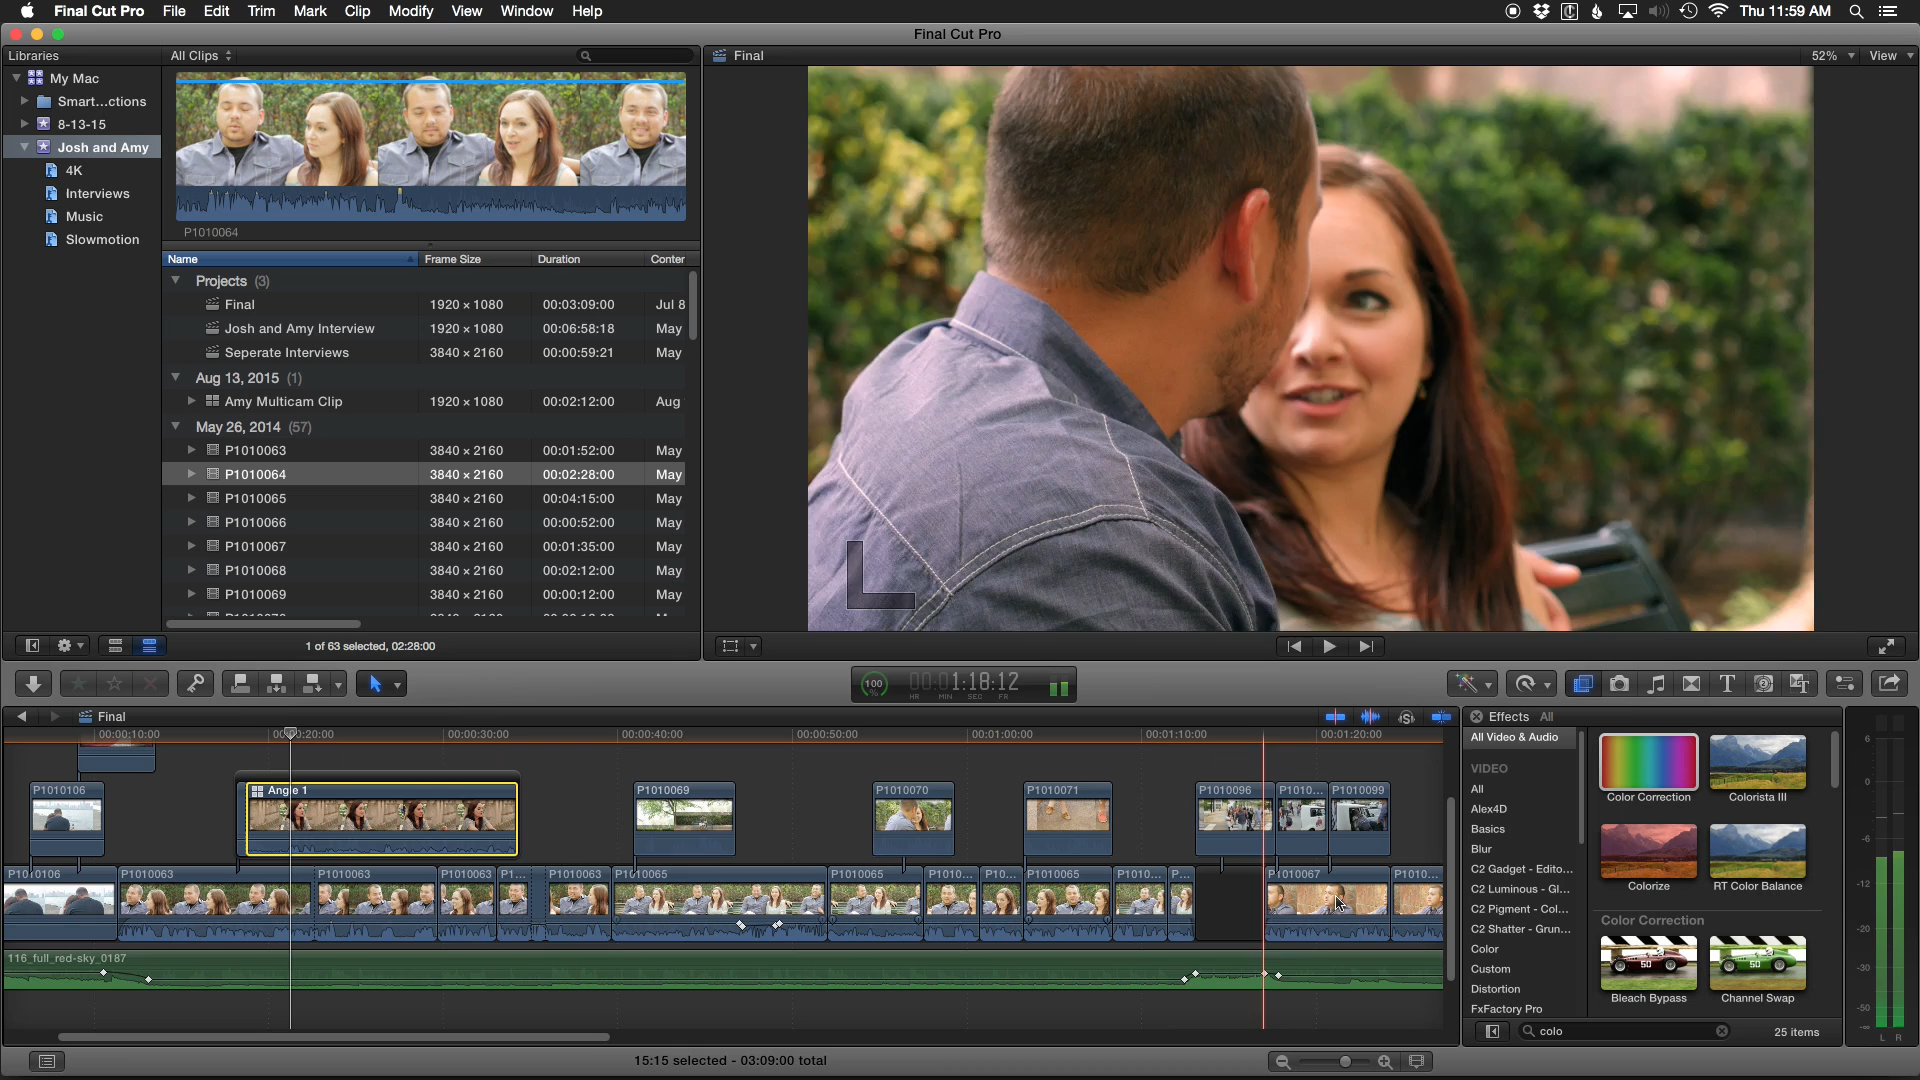 Final Cut Pro File Edit Trim Mark Clip Modify View Window Help Thu 11:59 AM
Final Cut Pro
Libraries
All Clips
Final
52%
View
My Mac
Smart...ctions
8-13-15
Josh and Amy
4K
Interviews
Music
Slowmotion
P1010064
Name Frame Size Duration Conter
Projects (3)
Final 1920 × 1080 00:03:09:00 Jul 8
Josh and Amy Interview 1920 × 1080 00:06:58:18 May
Seperate Interviews 3840 × 2160 00:00:59:21 May
Aug 13, 2015 (1)
Amy Multicam Clip 1920 × 1080 00:02:12:00 Aug
May 26, 2014 (57)
P1010063 3840 × 2160 00:01:52:00 May
P1010064 3840 × 2160 00:02:28:00 May
P1010065 3840 × 2160 00:04:15:00 May
P1010066 3840 × 2160 00:00:52:00 May
P1010067 3840 × 2160 00:01:35:00 May
P1010068 3840 × 2160 00:02:12:00 May
P1010069 3840 × 2160 00:00:12:00 May
1 of 63 selected, 02:28:00
L
100 %
00:01:18:12
HR MIN SEC FR
Final
00:00:10:00 00:00:20:00 00:00:30:00 00:00:40:00 00:00:50:00 00:01:00:00 00:01:10:00 00:01:20:00
P1010106 Angle 1 P1010069 P1010070 P1010071 P1010096 P1010... P1010099
P1010063 P1010063 P1010063 P1... P1010063 P1010065 P1010065 P1010... P10... P1010065 P1010... P... P1010067 P1010...
116_full_red-sky_0187
15:15 selected - 03:09:00 total
Effects All
All Video & Audio
VIDEO
All
Alex4D
Basics
Blur
C2 Gadget - Edito...
C2 Luminous - Gl...
C2 Pigment - Col...
C2 Shatter - Grun...
Color
Custom
Distortion
FxFactory Pro
Color Correction
Colorista III
Colorize
RT Color Balance
Color Correction
Bleach Bypass
Channel Swap
colo
25 items
6
0
-6
-12
-20
-30
-50
-∞
L R